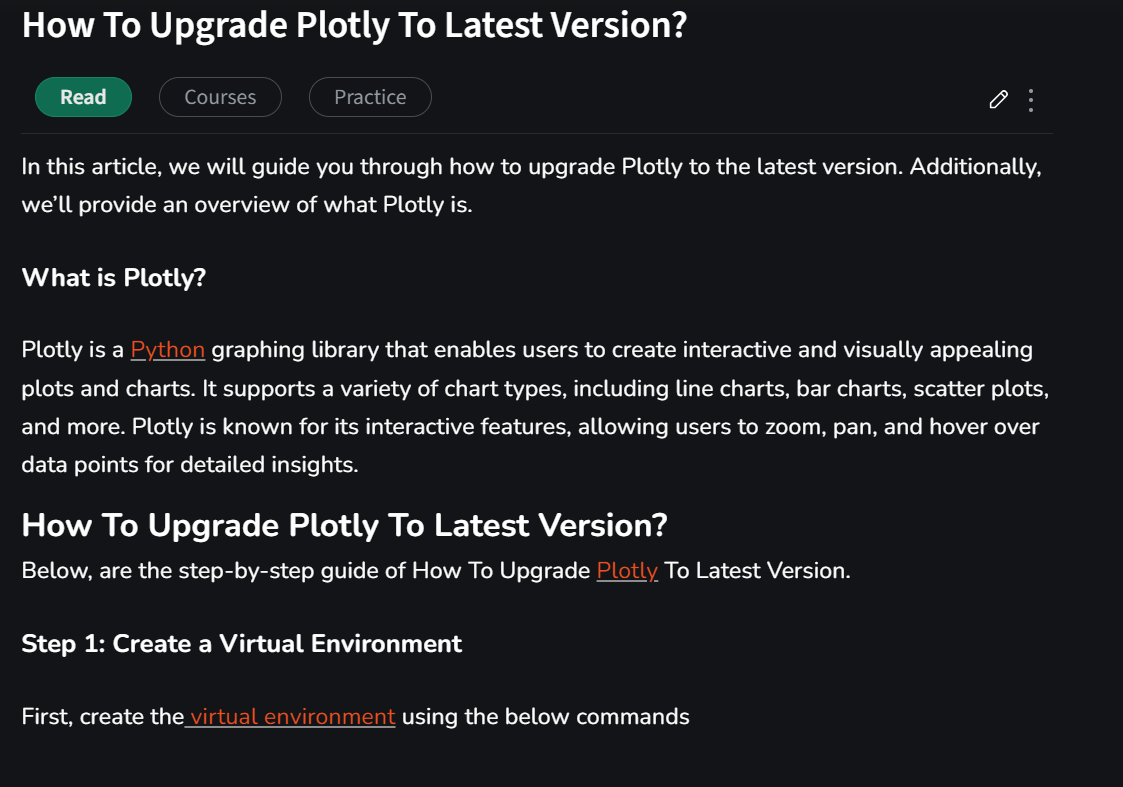 How To Upgrade Plotly To Latest Version?
Read Courses Practice
In this article, we will guide you through how to upgrade Plotly to the latest version. Additionally,
we’ll provide an overview of what Plotly is.
What is Plotly?
Plotly is a Python graphing library that enables users to create interactive and visually appealing
plots and charts. It supports a variety of chart types, including line charts, bar charts, scatter plots,
and more. Plotly is known for its interactive features, allowing users to zoom, pan, and hover over
data points for detailed insights.
How To Upgrade Plotly To Latest Version?
Below, are the step-by-step guide of How To Upgrade Plotly To Latest Version.
Step 1: Create a Virtual Environment
First, create the virtual environment using the below commands